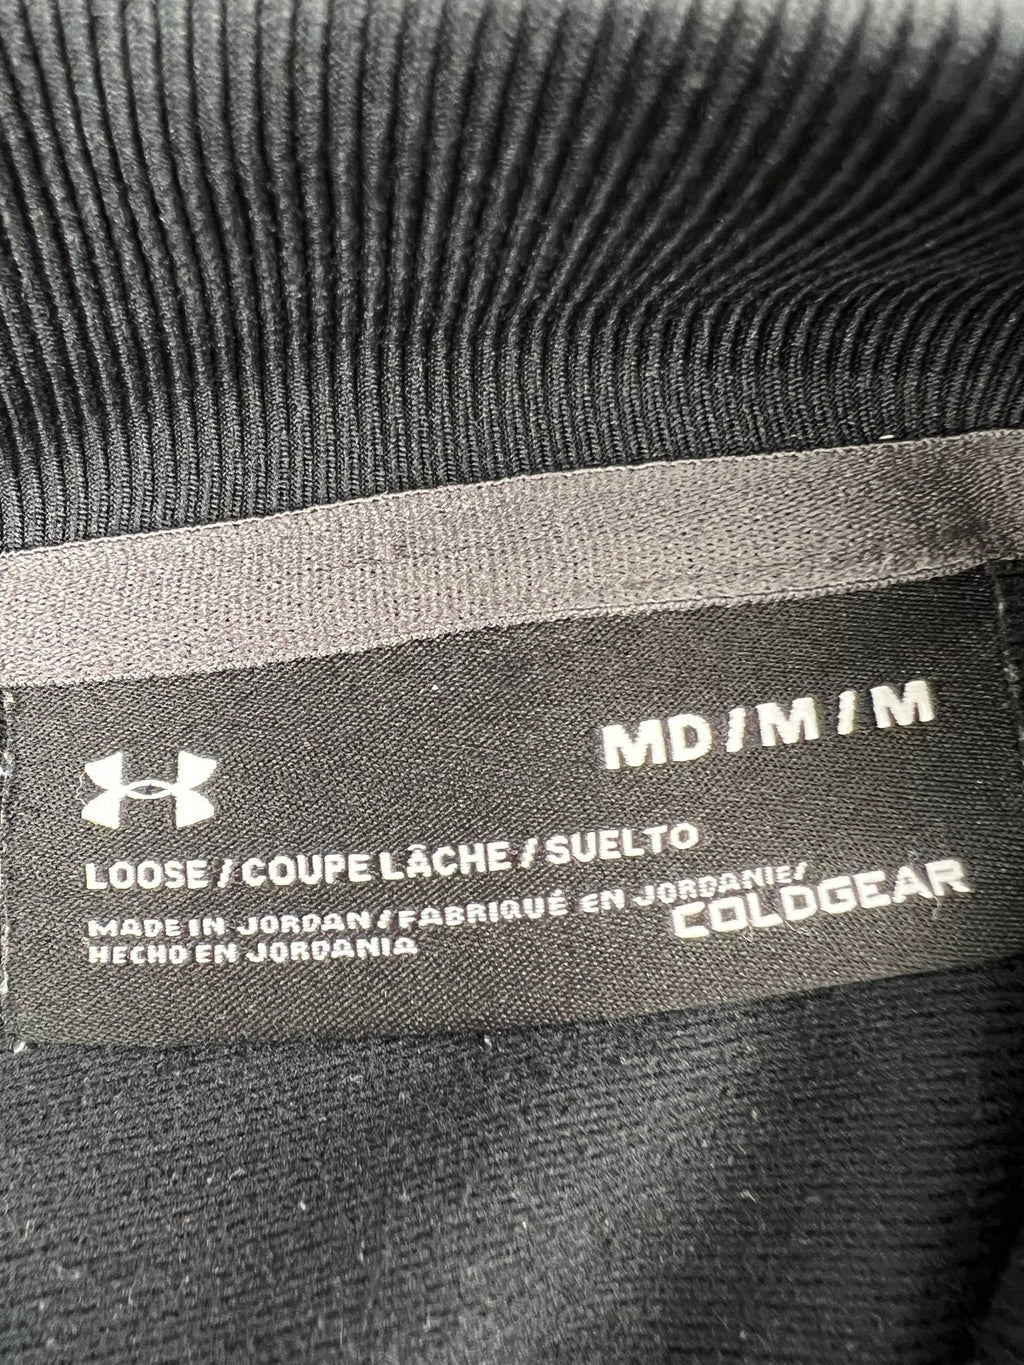 MD / M / M
LOOSE / COUPE LÂCHE / SUELTO
MADE IN JORDAN / FABRIQUÉ EN JORDANIE/
HECHO EN JORDANIA
COLDGEAR